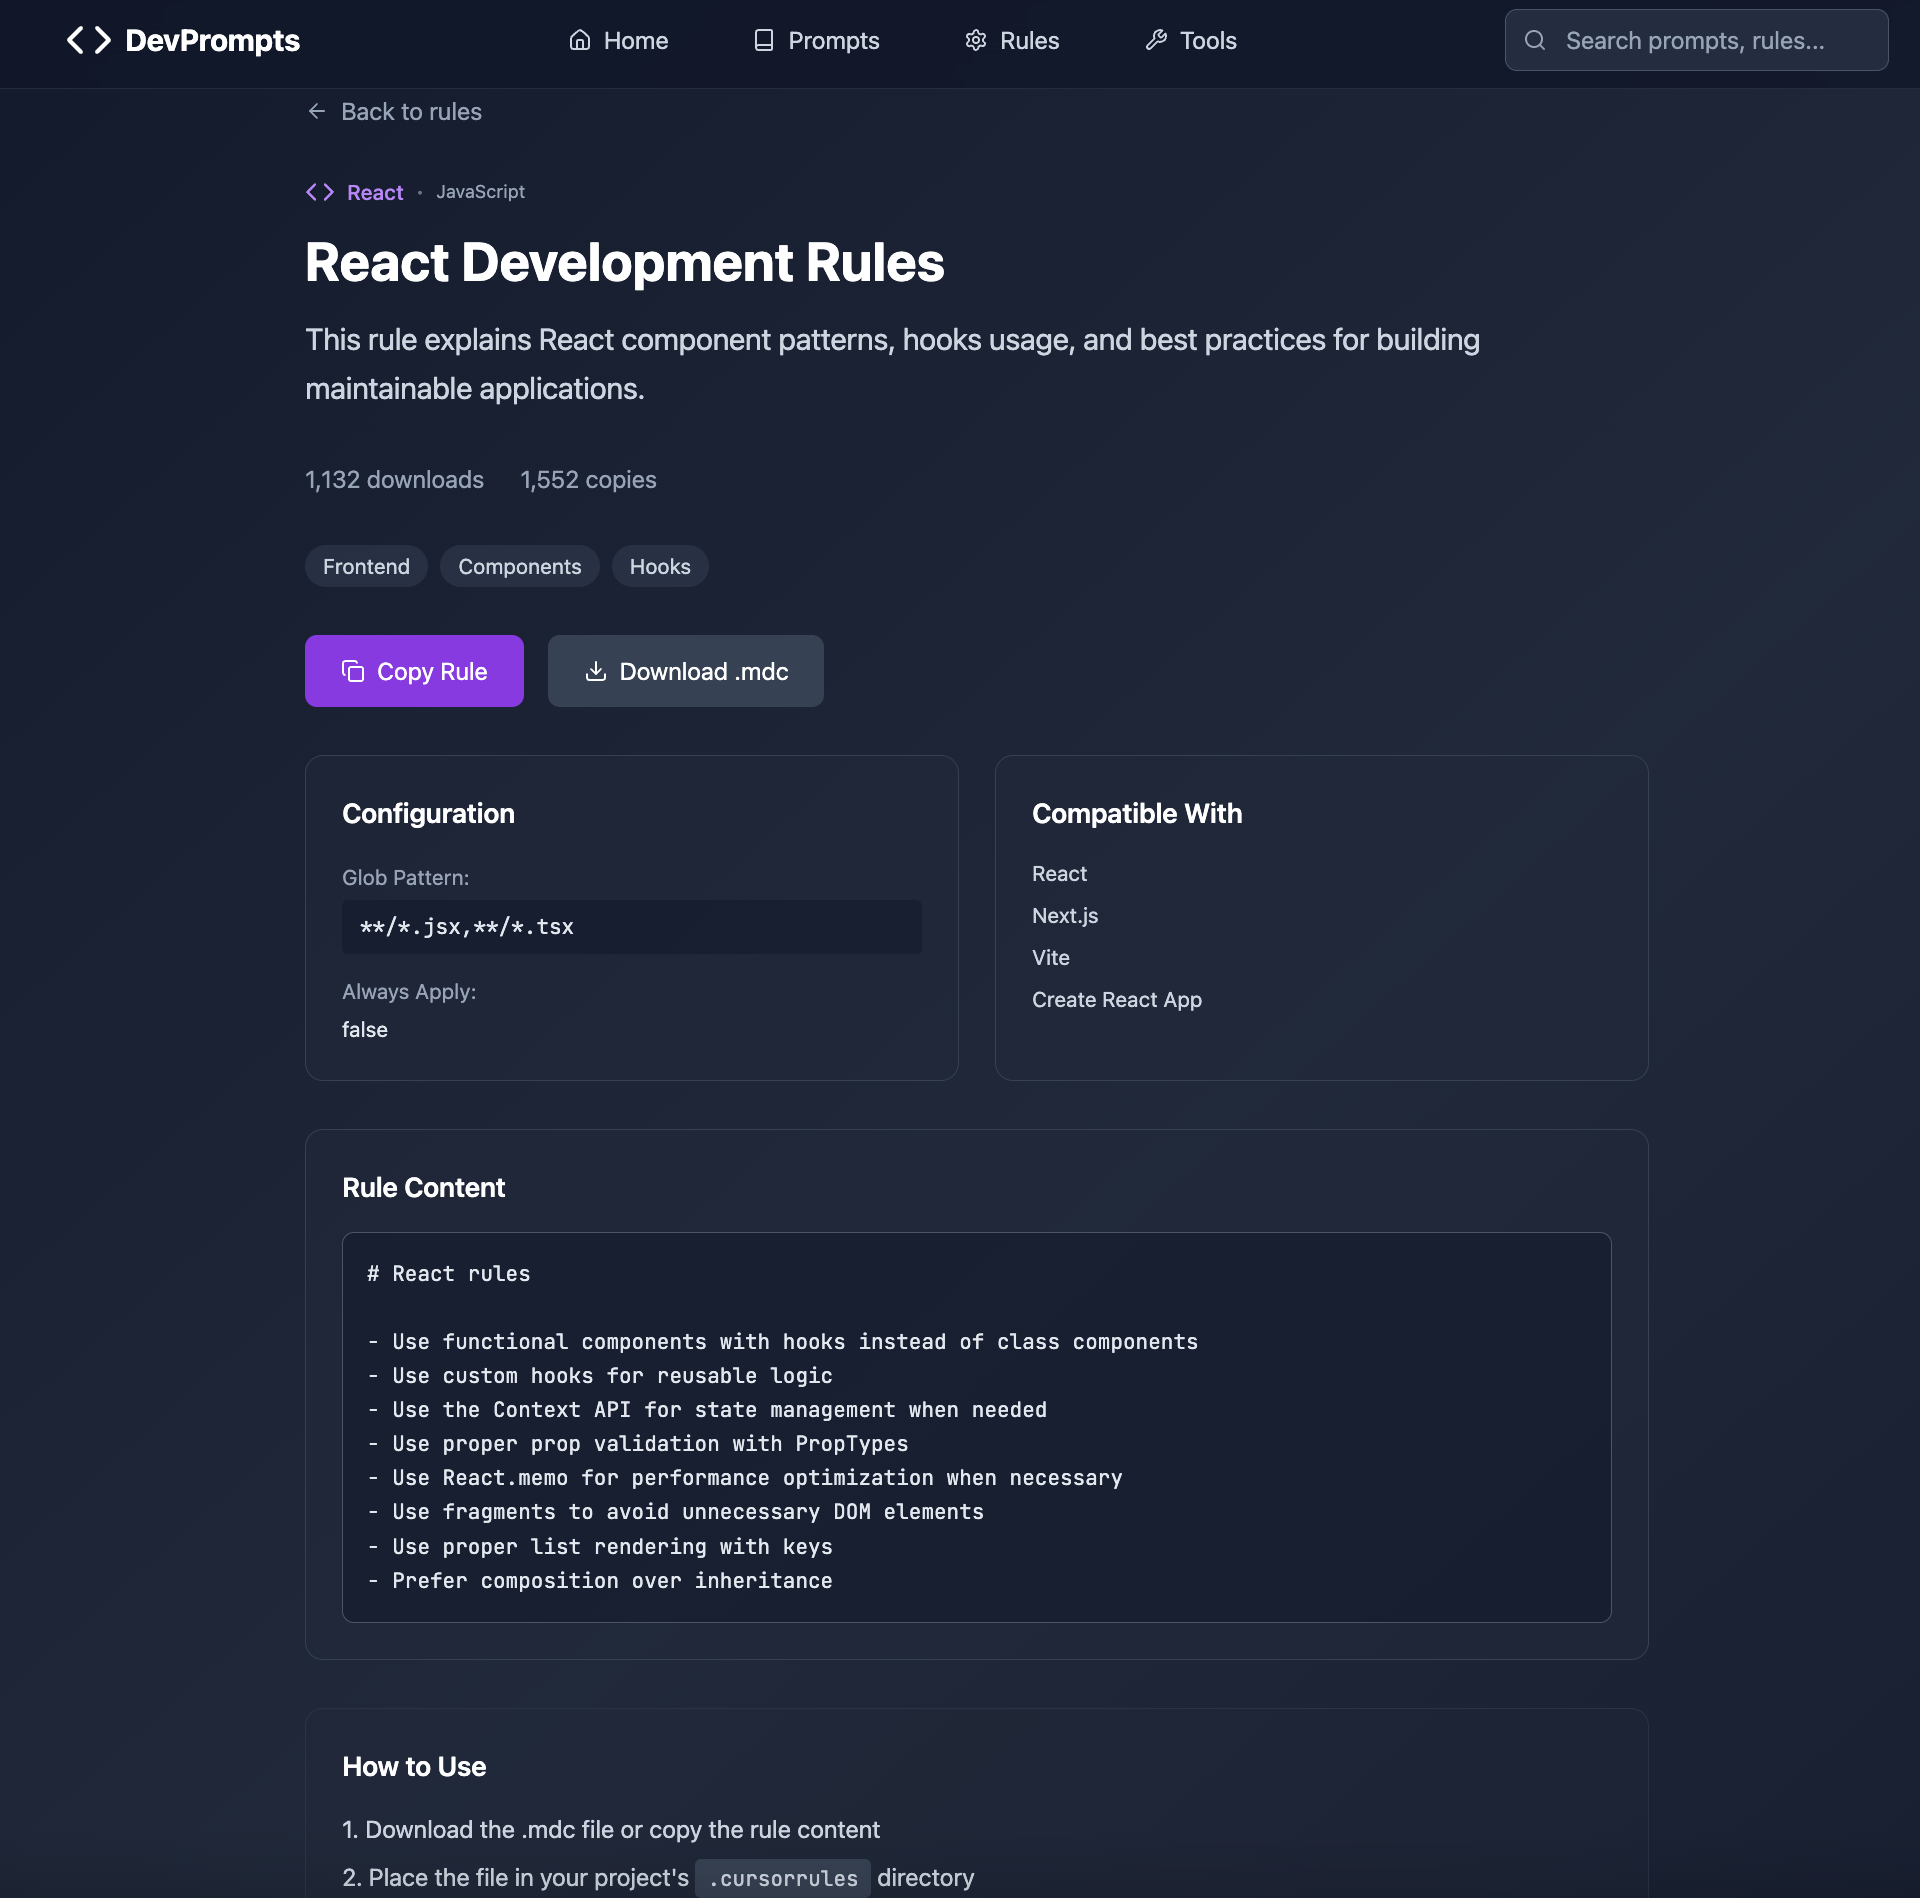 DevPrompts
Home
Prompts
Rules
Tools
Search prompts, rules...
Back to rules
React • JavaScript
React Development Rules
This rule explains React component patterns, hooks usage, and best practices for building
maintainable applications.
1,132 downloads
1,552 copies
Frontend
Components
Hooks
Copy Rule
Download .mdc
Configuration
Glob Pattern:
**/*.jsx,**/*.tsx
Always Apply:
false
Compatible With
React
Next.js
Vite
Create React App
Rule Content
# React rules
- Use functional components with hooks instead of class components
- Use custom hooks for reusable logic
- Use the Context API for state management when needed
- Use proper prop validation with PropTypes
- Use React.memo for performance optimization when necessary
- Use fragments to avoid unnecessary DOM elements
- Use proper list rendering with keys
- Prefer composition over inheritance
How to Use
1. Download the .mdc file or copy the rule content
2. Place the file in your project's .cursorrules directory